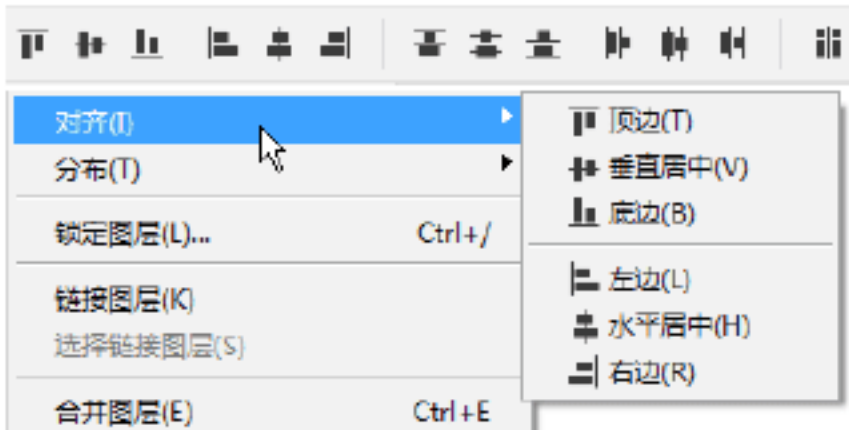 对齐(I)
分布(T)
锁定图层(L)... Ctrl+/
链接图层(K)
选择链接图层(S)
合并图层(E) Ctrl+E
顶边(T)
垂直居中(V)
底边(B)
左边(L)
水平居中(H)
右边(R)